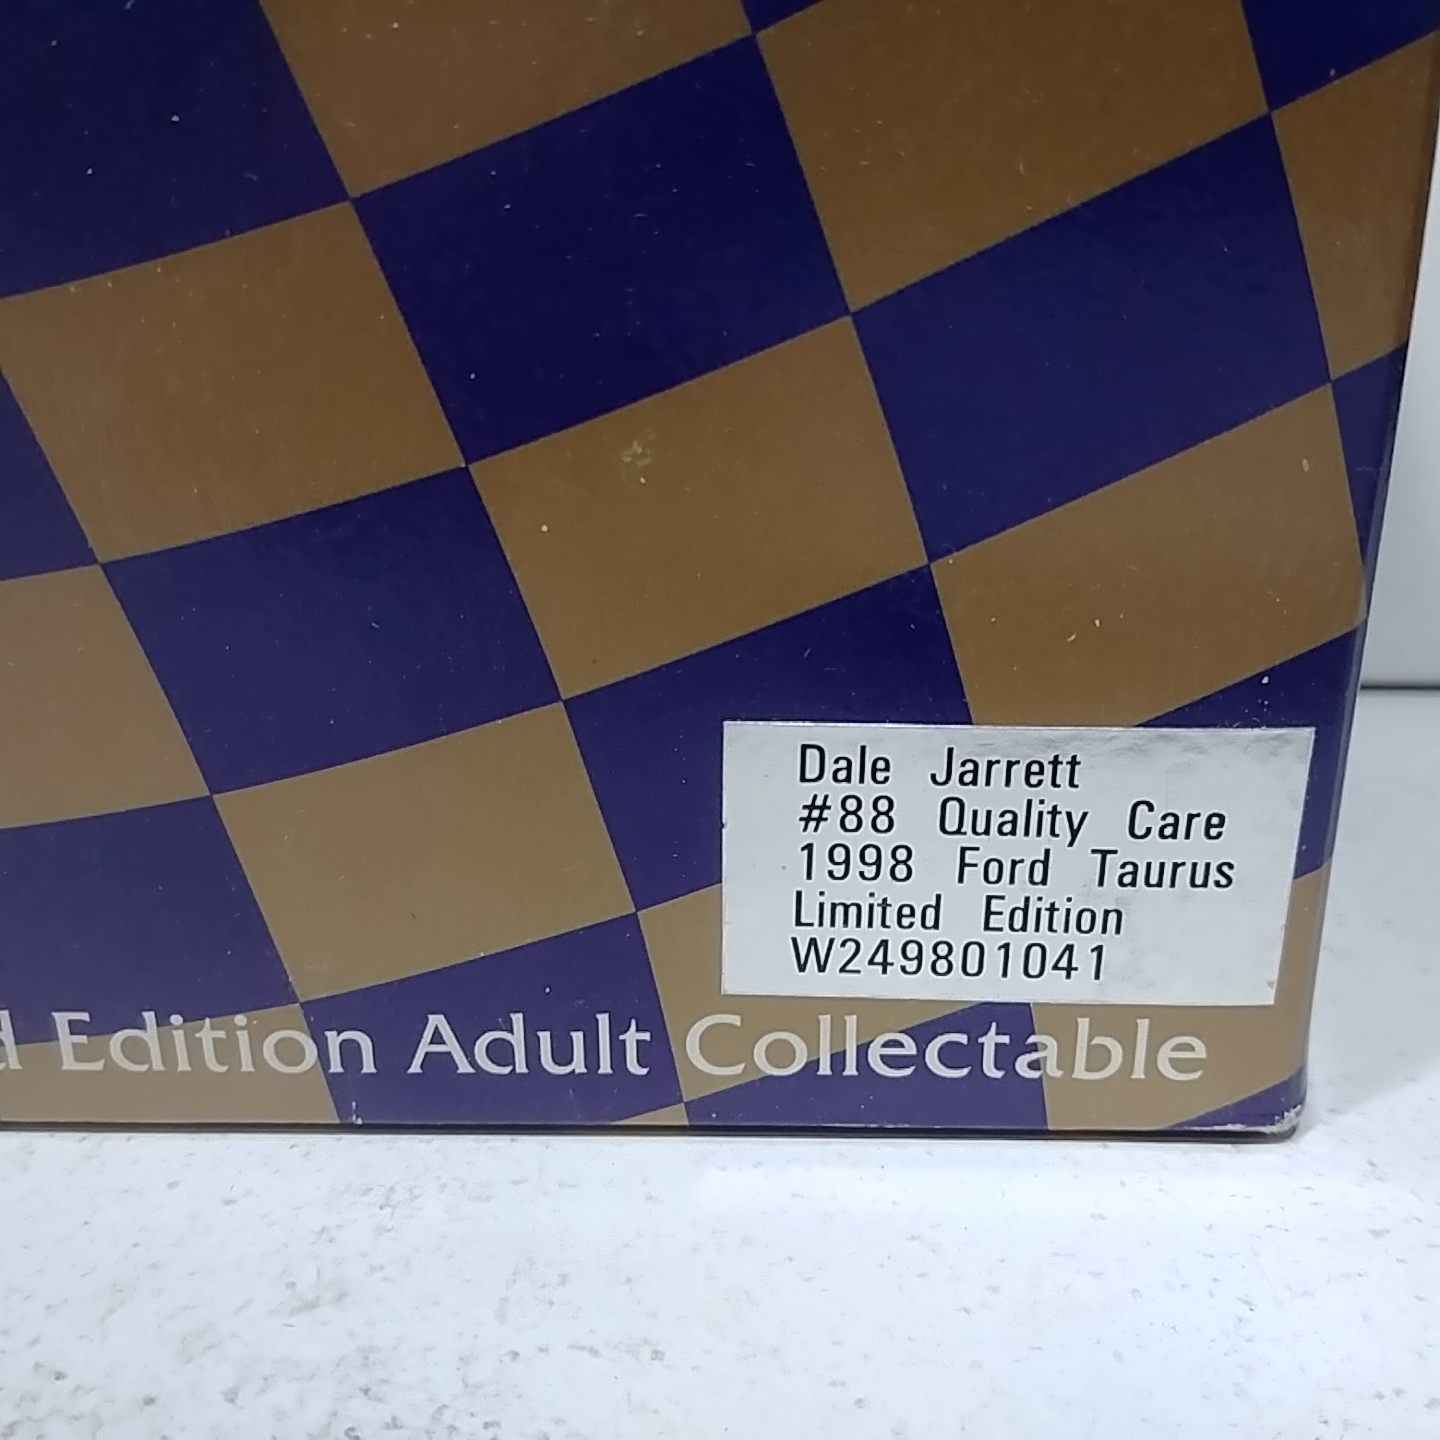 Dale Jarrett
#88 Quality Care
1998 Ford Taurus
Limited Edition
W249801041
Edition Adult Collectable